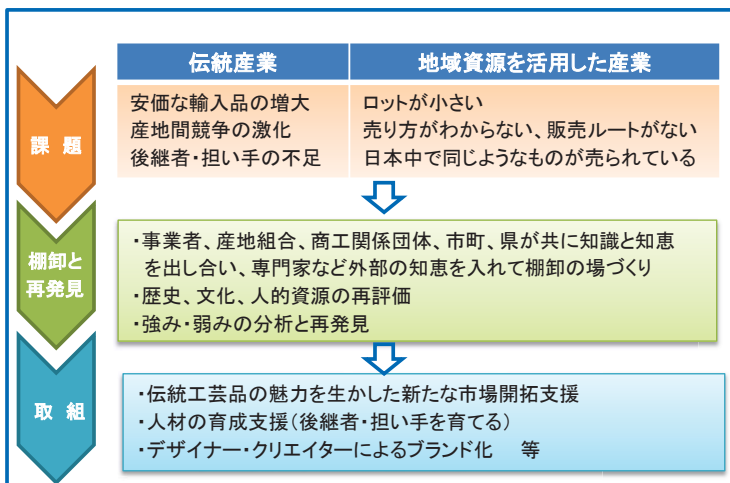 伝統産業
地域資源を活用した産業
課 題
安価な輸入品の増大
産地間競争の激化
後継者・担い手の不足
ロットが小さい
売り方がわからない、販売ルートがない
日本中で同じようなものが売られている
棚卸と
再発見
・事業者、産地組合、商工関係団体、市町、県が共に知識と知恵
を出し合い、専門家など外部の知恵を入れて棚卸の場づくり
・歴史、文化、人的資源の再評価
・強み・弱みの分析と再発見
取 組
・伝統工芸品の魅力を生かした新たな市場開拓支援
・人材の育成支援(後継者・担い手を育てる)
・デザイナー・クリエイターによるブランド化 等